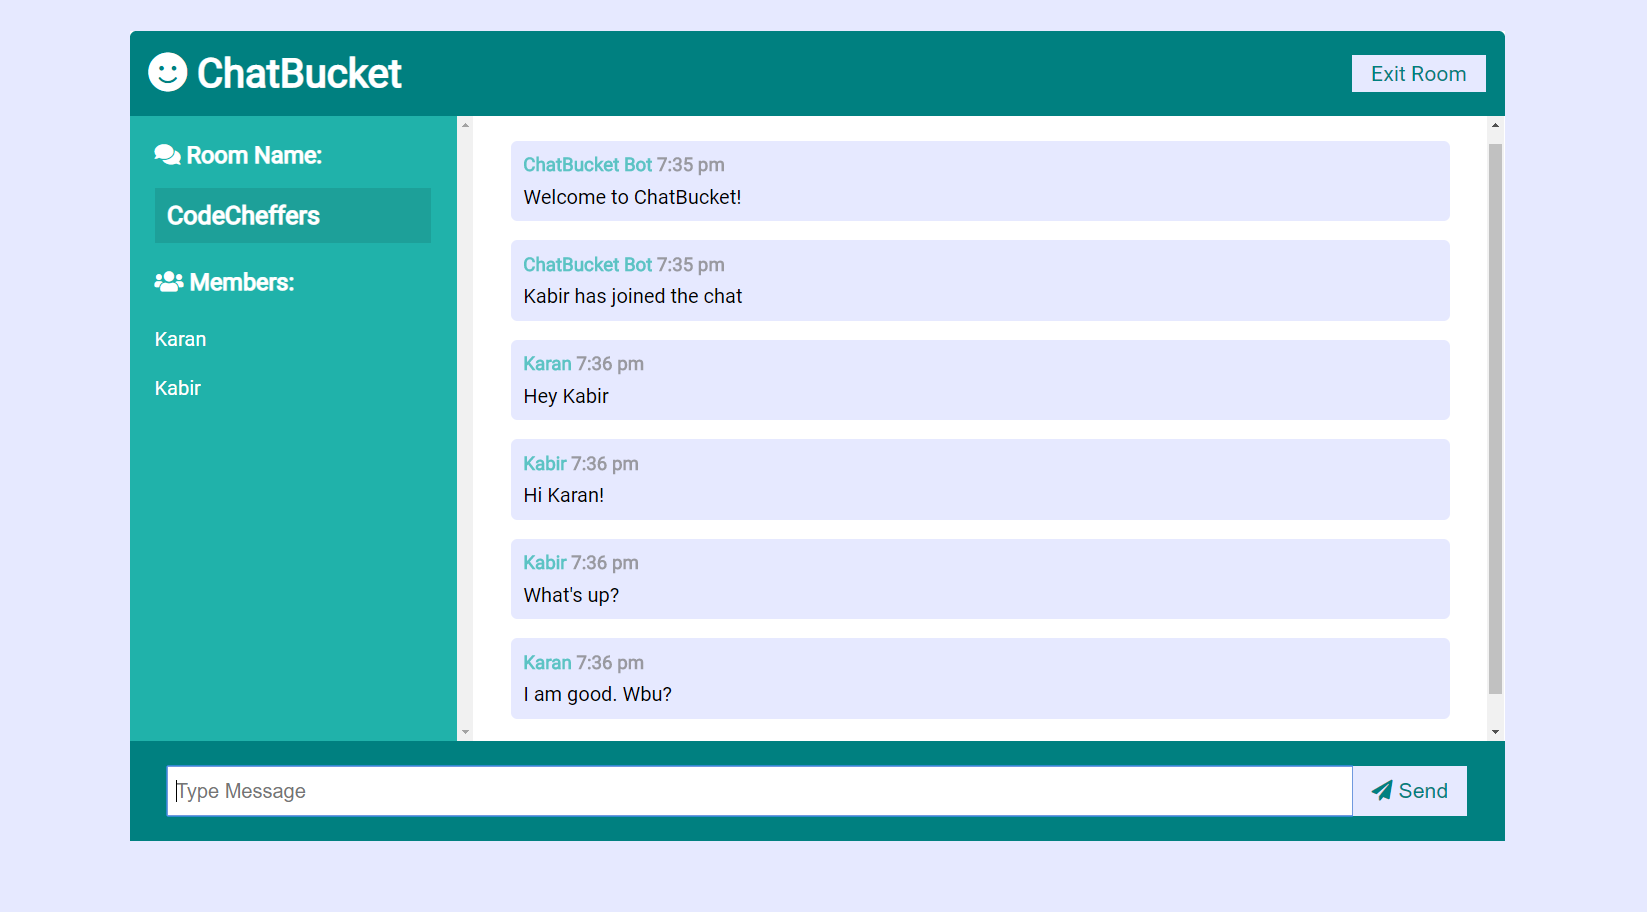 ChatBucket
Exit Room
Room Name:
CodeCheffers
Members:
Karan
Kabir
ChatBucket Bot 7:35 pm
Welcome to ChatBucket!
ChatBucket Bot 7:35 pm
Kabir has joined the chat
Karan 7:36 pm
Hey Kabir
Kabir 7:36 pm
Hi Karan!
Kabir 7:36 pm
What's up?
Karan 7:36 pm
I am good. Wbu?
Type Message
Send